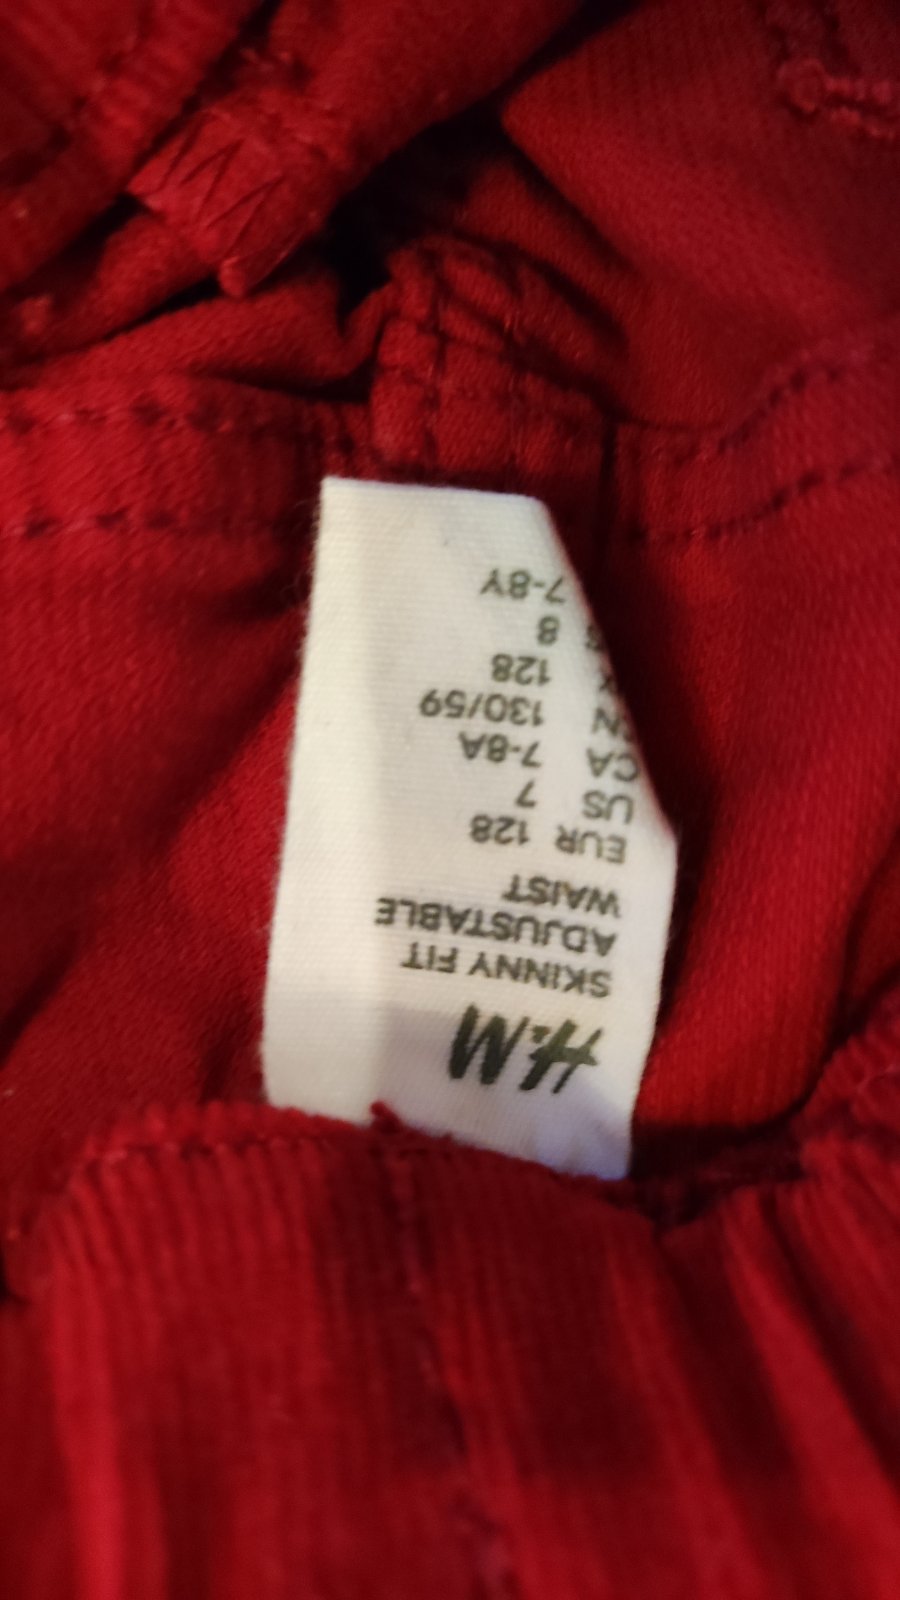 H&M
SKINNY FIT
ADJUSTABLE
WAIST
EUR 128
US 7
CA 7-8A
130/59
128
8
7-8Y